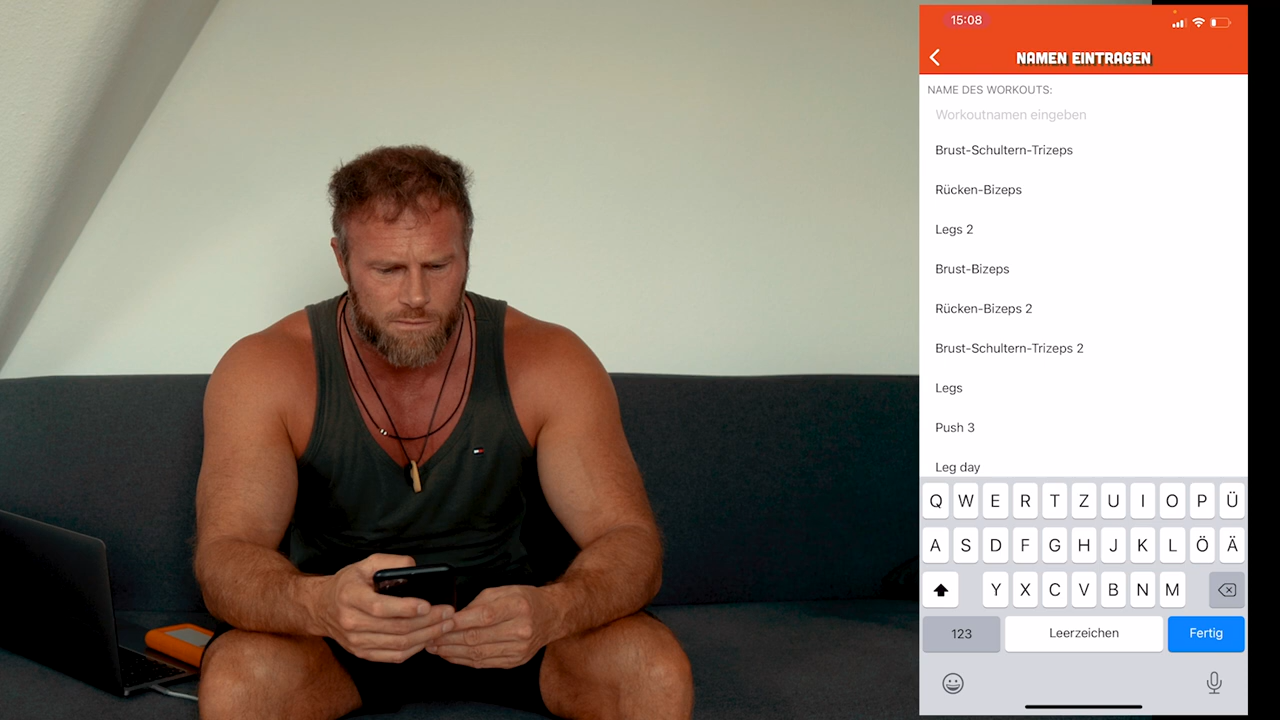 15:08
NAMEN EINTRAGEN
NAME DES WORKOUTS:
Workoutnamen eingeben
Brust-Schultern-Trizeps
Rücken-Bizeps
Legs 2
Brust-Bizeps
Rücken-Bizeps 2
Brust-Schultern-Trizeps 2
Legs
Push 3
Leg day
Q W E R T Z U I O P Ü
A S D F G H J K L Ö Ä
Y X C V B N M
123 Leerzeichen Fertig